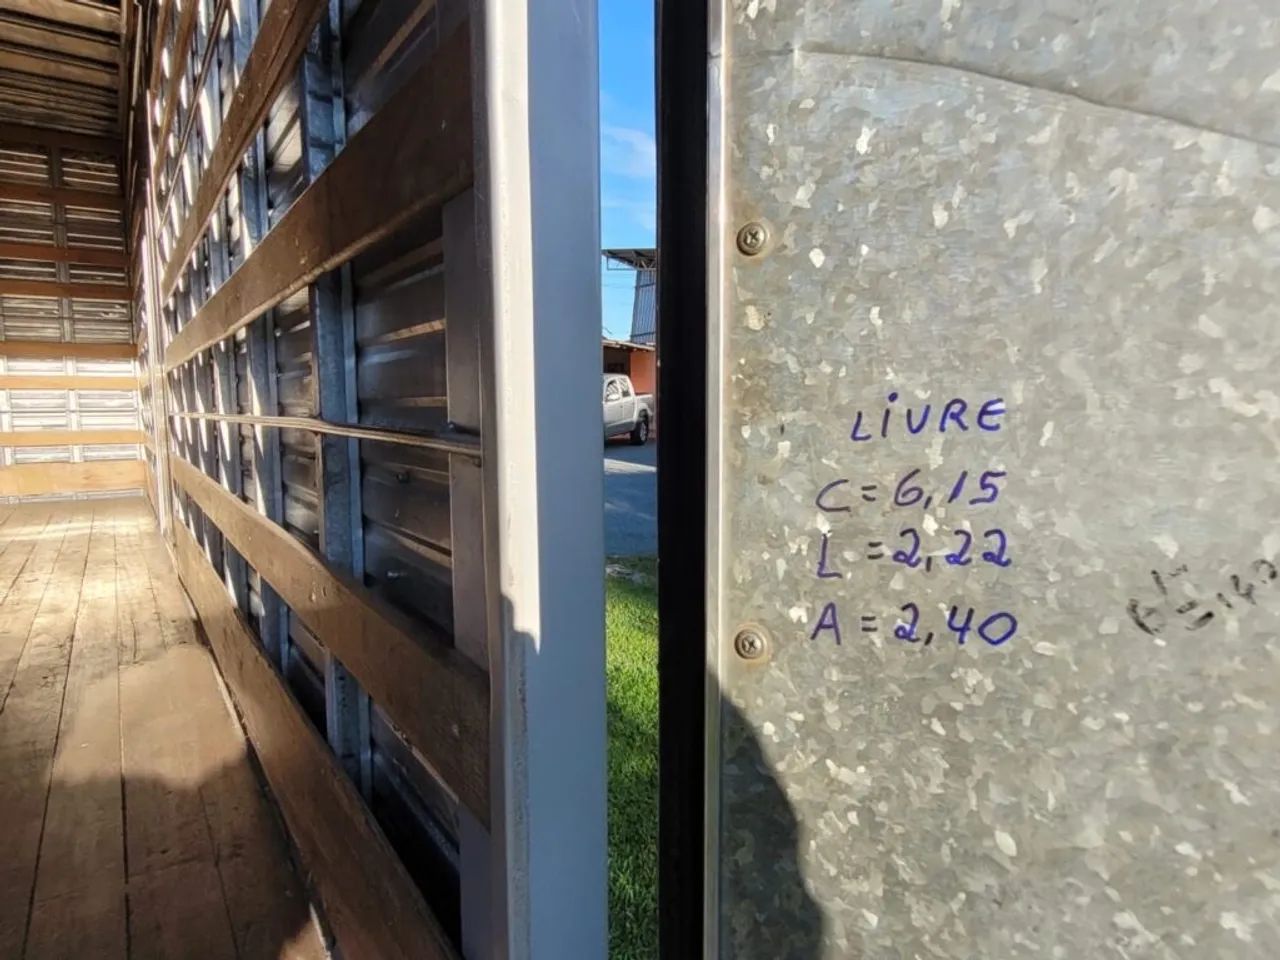 LiVRE
C = 6,15
L = 2,22
A = 2,40